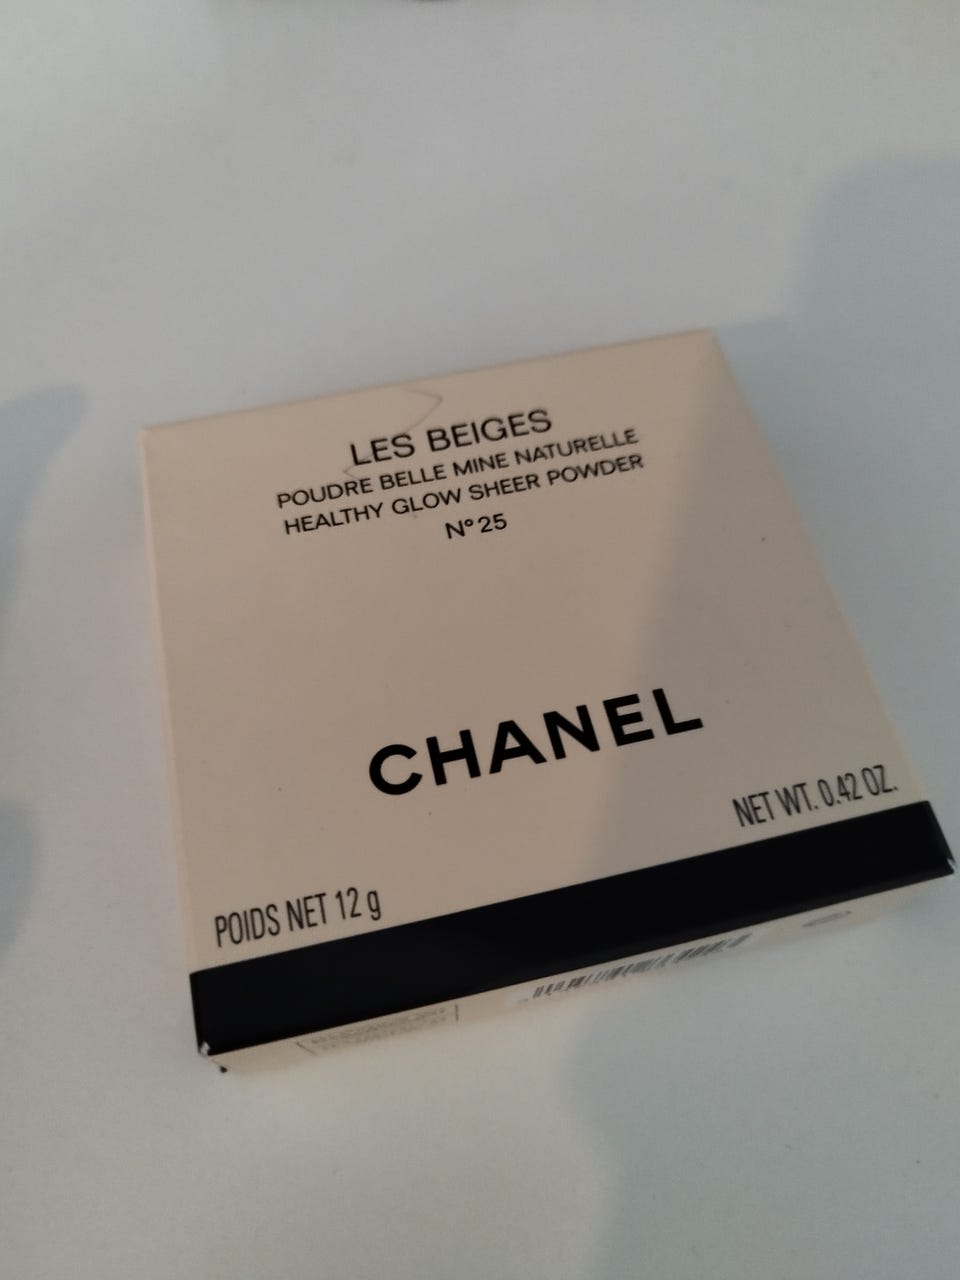 LES BEIGES
POUDRE BELLE MINE NATURELLE
HEALTHY GLOW SHEER POWDER
Nº 25
CHANEL
NET WT. 0.42 OZ.
POIDS NET 12 g